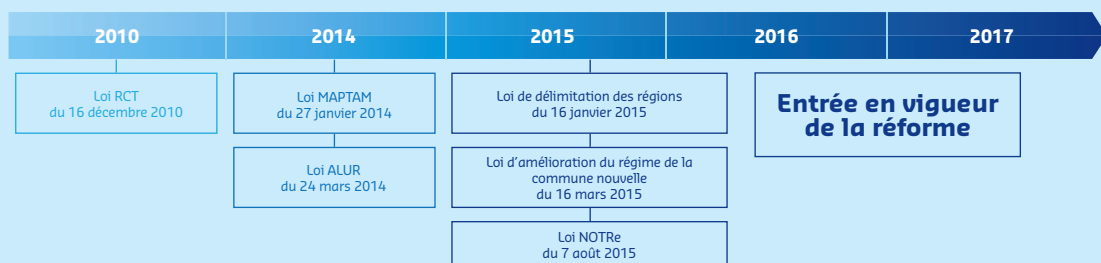 2010
2014
2015
2016
2017
Loi RCT
du 16 décembre 2010
Loi MAPTAM
du 27 janvier 2014
Loi de délimitation des régions
du 16 janvier 2015
Entrée en vigueur
de la réforme
Loi ALUR
du 24 mars 2014
Loi d'amélioration du régime de la
commune nouvelle
du 16 mars 2015
Loi NOTRe
du 7 août 2015